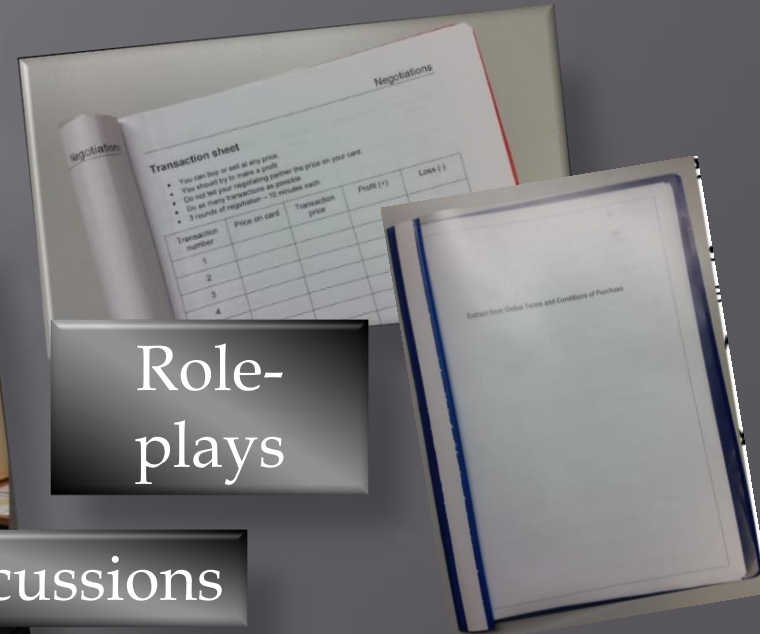 Negotiations
Negotiation
Transaction sheet
• You can buy or sell at any price.
• You should try to make a profit.
• Do not tell your negotiating partner the price on your card.
• Do as many transactions as possible.
• 3 rounds of negotiation – 10 minutes each
Transaction number Price on card Transaction price Profit (+) Loss (-)
1
2
3
4
Extract from Global Terms and Conditions of Purchase
Role-
plays
cussions